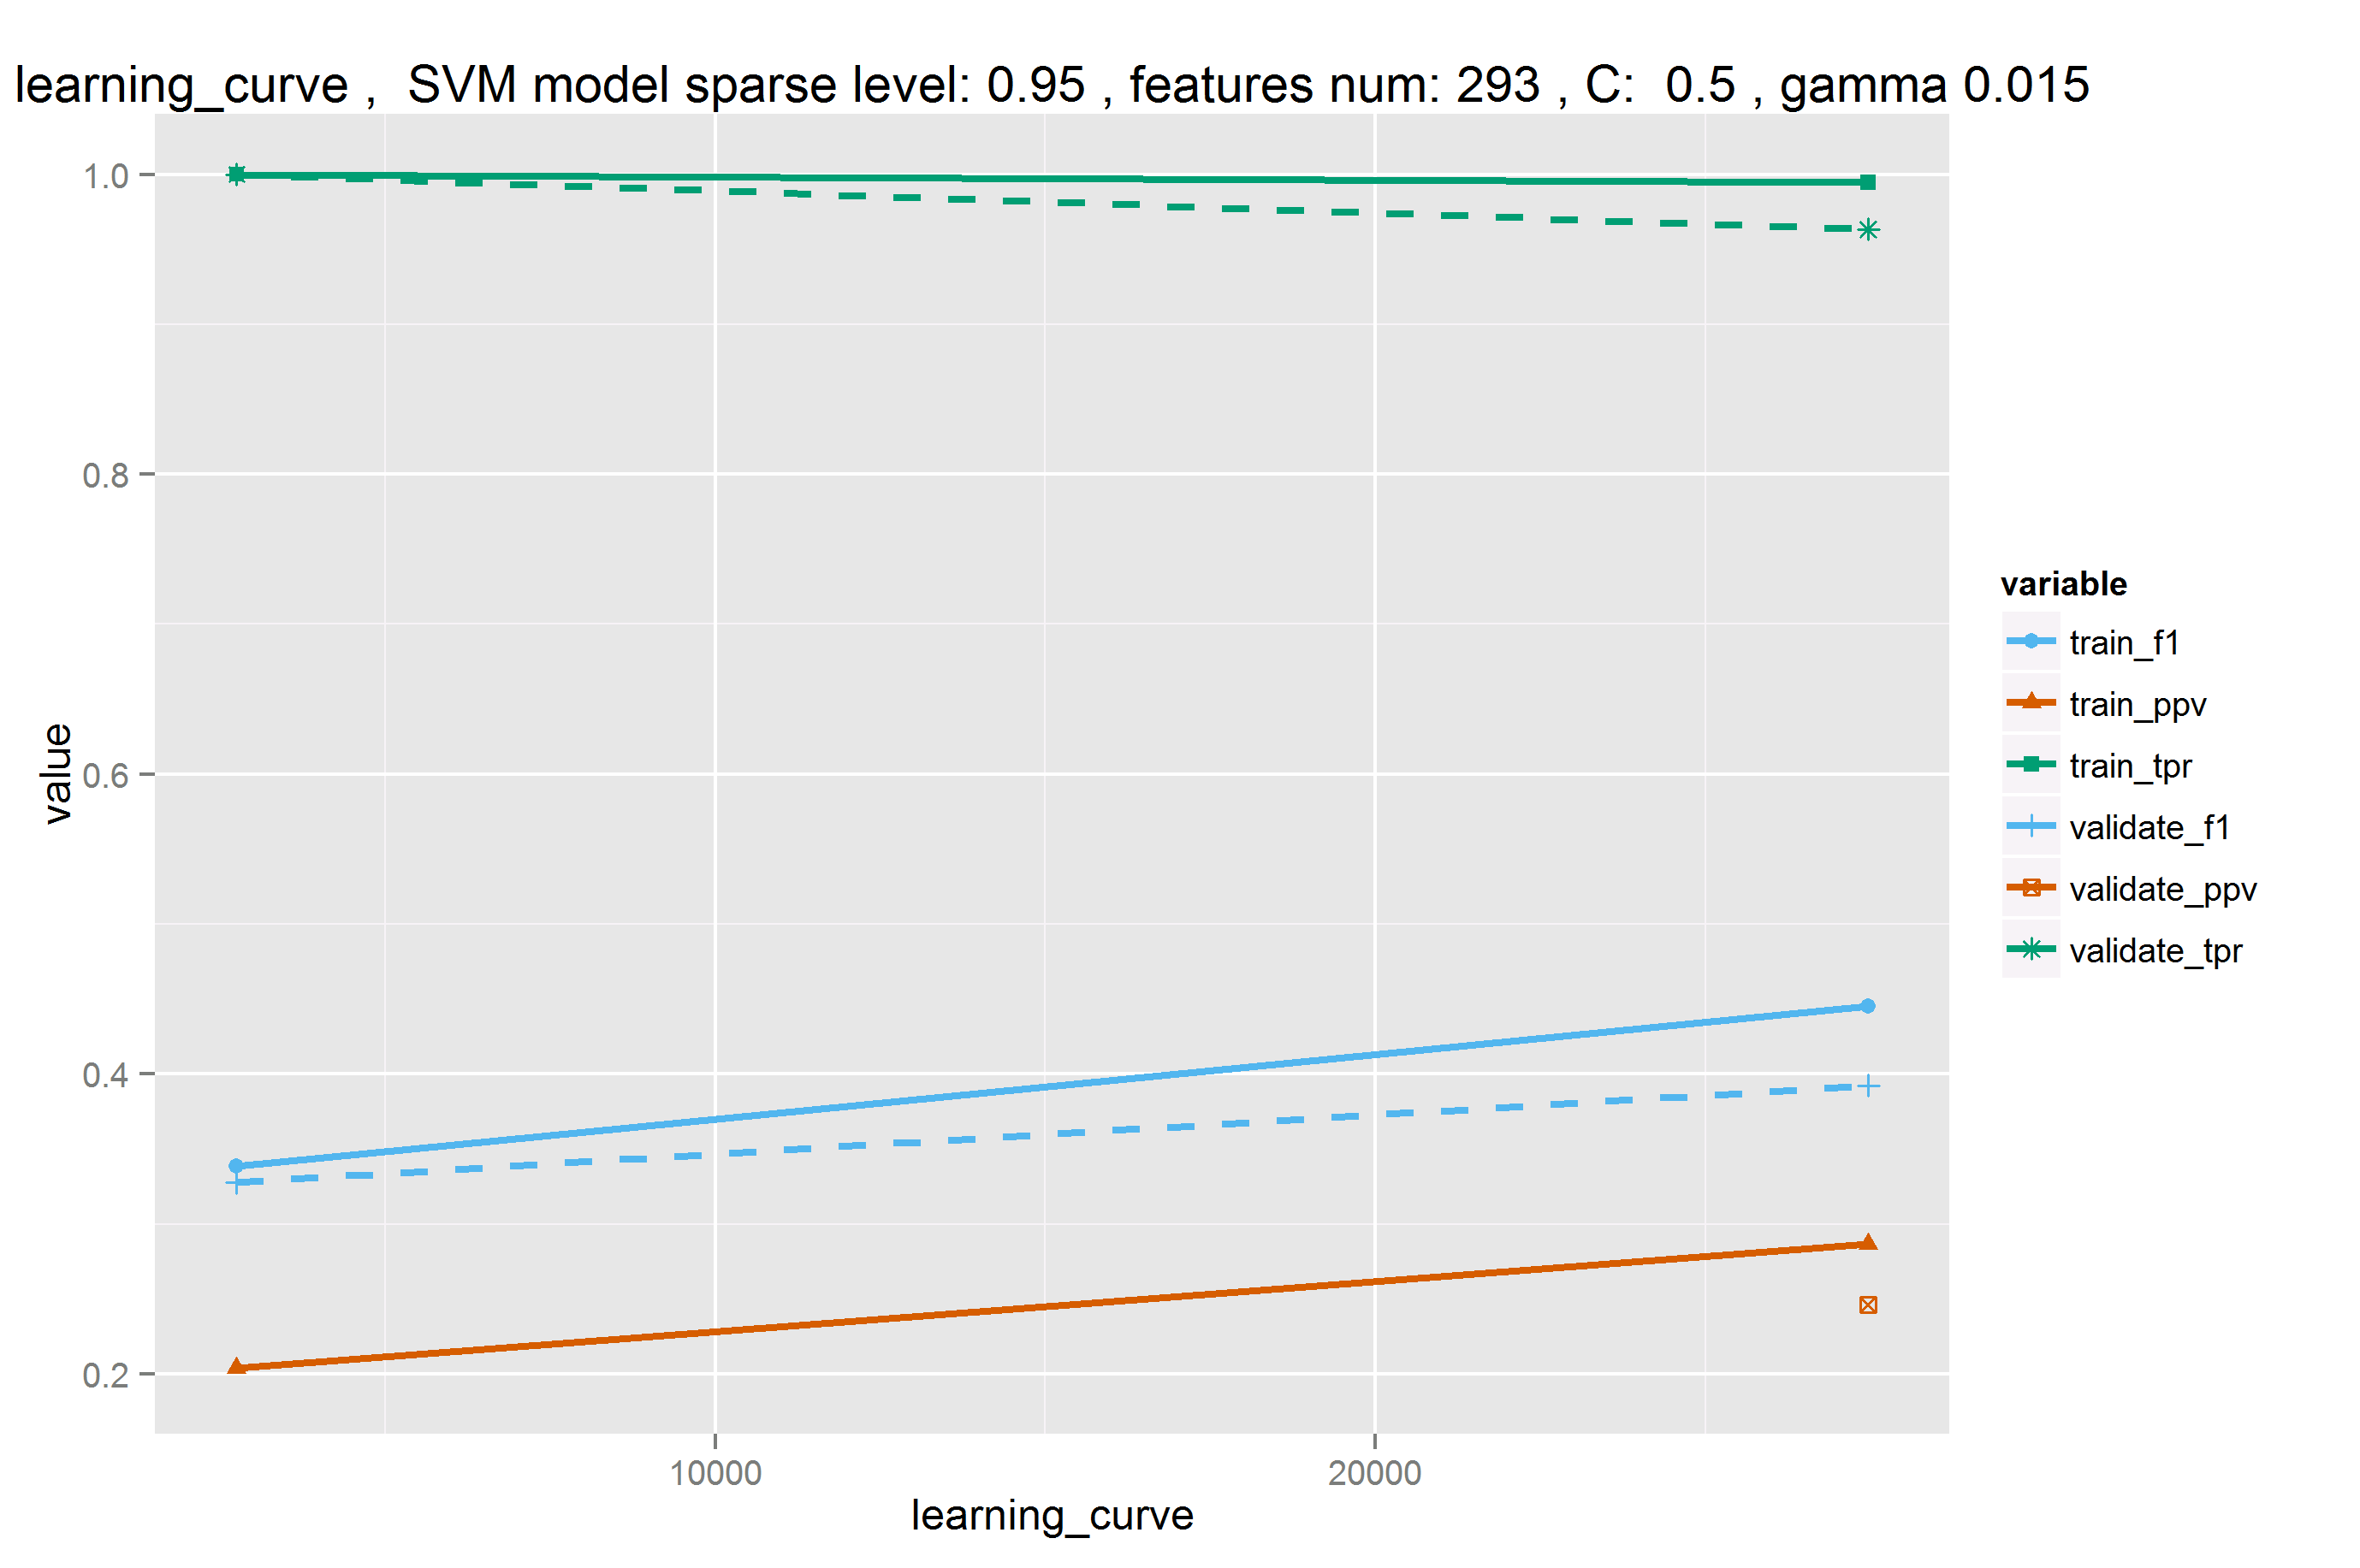 learning_curve ,  SVM model sparse level: 0.95 , features num: 293 , C:  0.5 , gamma 0.015
1.0
0.8
0.6
0.4
0.2
value
10000
20000
learning_curve
variable
train_f1
train_ppv
train_tpr
validate_f1
validate_ppv
validate_tpr